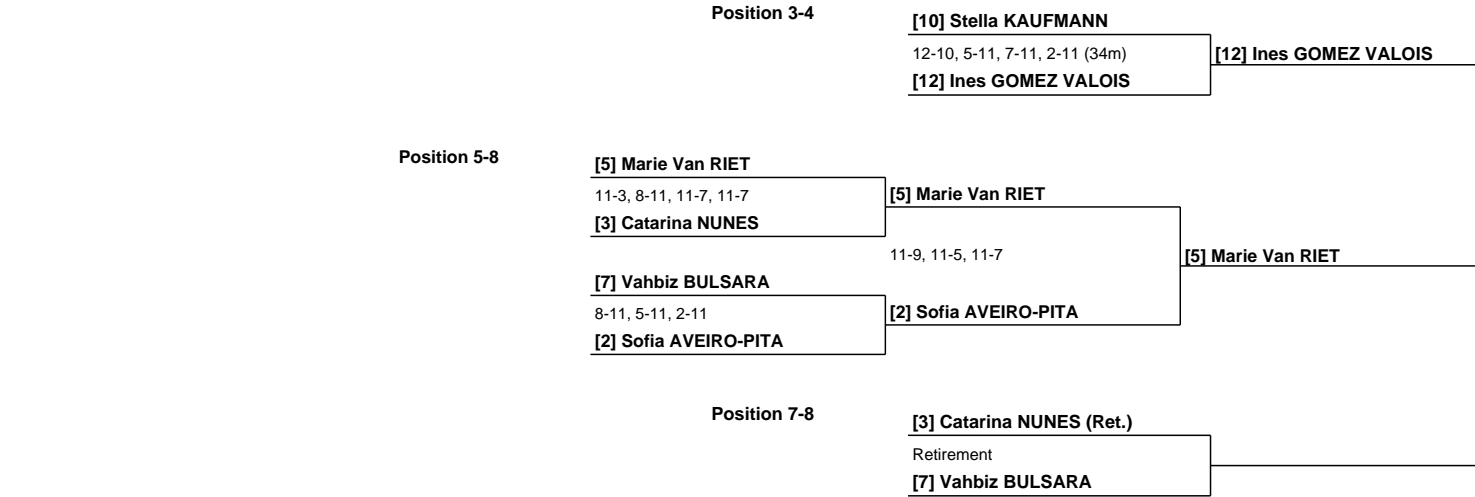 Position 3-4
[10] Stella KAUFMANN
12-10, 5-11, 7-11, 2-11 (34m)
[12] Ines GOMEZ VALOIS
[12] Ines GOMEZ VALOIS
Position 5-8
[5] Marie Van RIET
11-3, 8-11, 11-7, 11-7
[5] Marie Van RIET
[3] Catarina NUNES
11-9, 11-5, 11-7
[5] Marie Van RIET
[7] Vahbiz BULSARA
8-11, 5-11, 2-11
[2] Sofia AVEIRO-PITA
[2] Sofia AVEIRO-PITA
Position 7-8
[3] Catarina NUNES (Ret.)
Retirement
[7] Vahbiz BULSARA